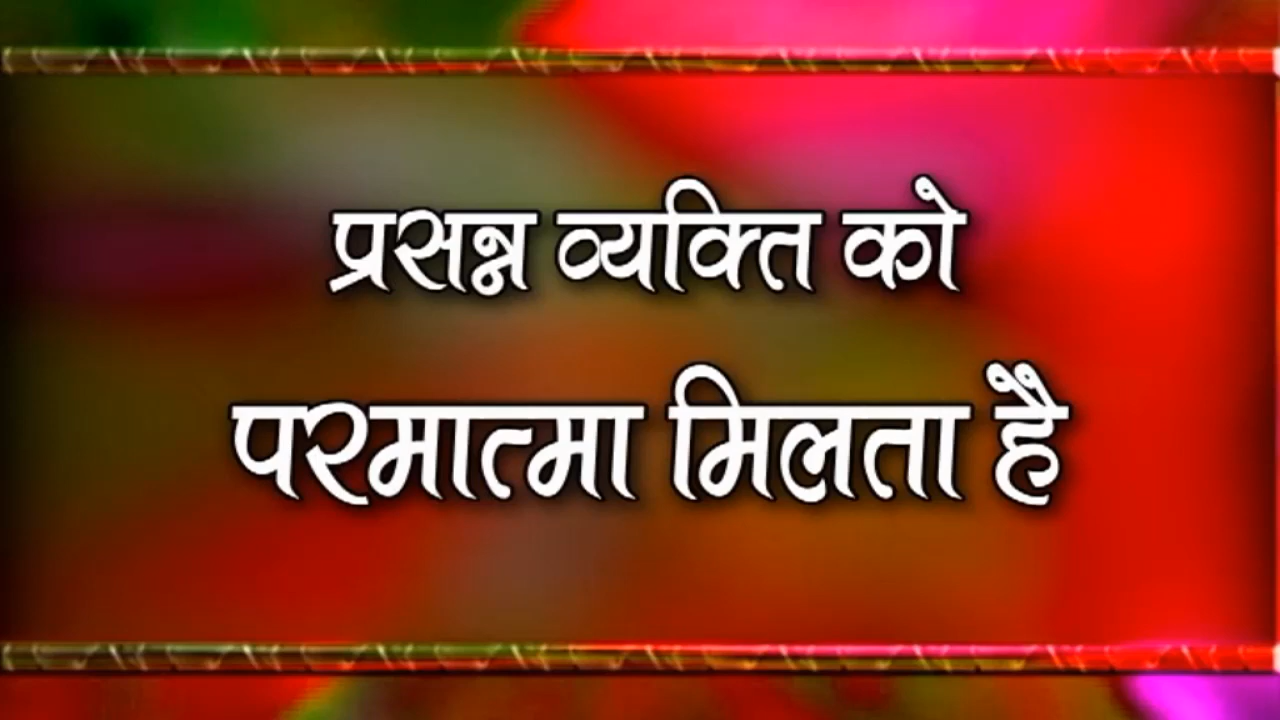 प्रसन्न व्यक्ति को
परमात्मा मिलता है